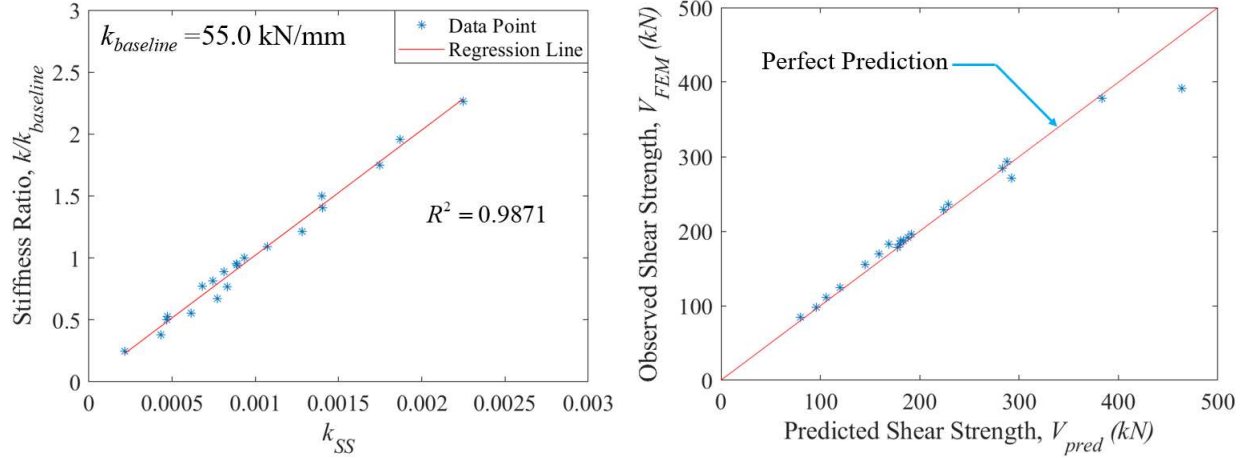 k_baseline =55.0 kN/mm
Data Point
Regression Line
R² = 0.9871
Stiffness Ratio, k/k_baseline
3
2.5
2
1.5
1
0.5
0
0 0.0005 0.001 0.0015 0.002 0.0025 0.003
k_SS
Perfect Prediction
Observed Shear Strength, V_FEM (kN)
500
400
300
200
100
0
0 100 200 300 400 500
Predicted Shear Strength, V_pred (kN)